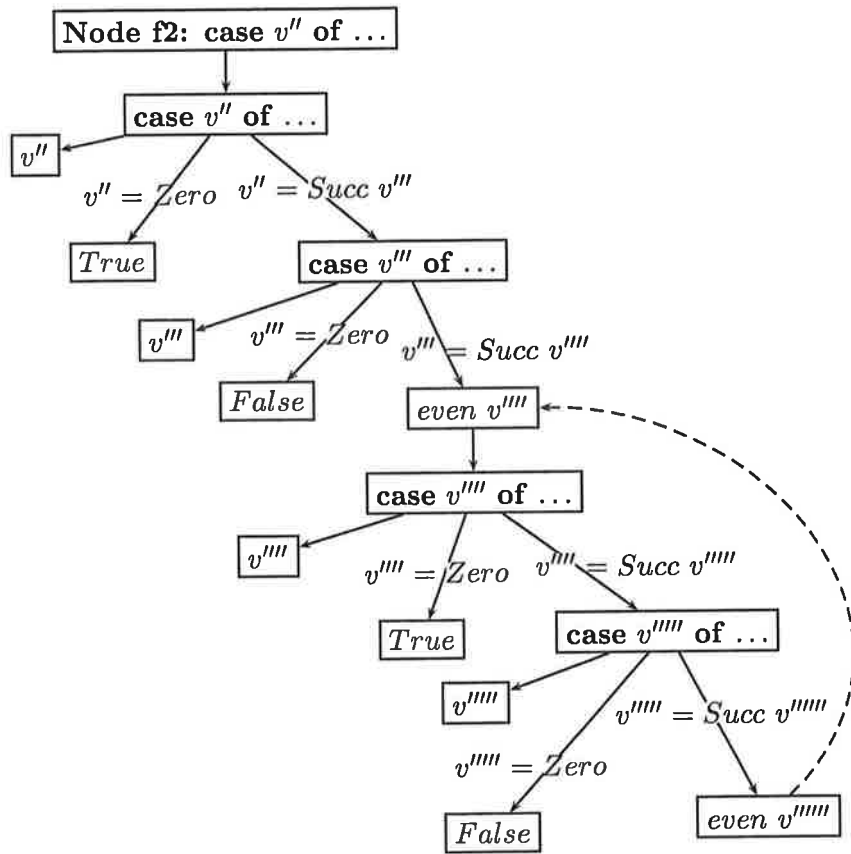 Node f2: case v'' of ...
case v'' of ...
v''
v'' = Zero
v'' = Succ v'''
True
case v''' of ...
v'''
v''' = Zero
v''' = Succ v''''
False
even v''''
case v'''' of ...
v''''
v'''' = Zero
v'''' = Succ v'''''
True
case v''''' of ...
v'''''
v''''' = Succ v''''''
v''''' = Zero
False
even v''''''